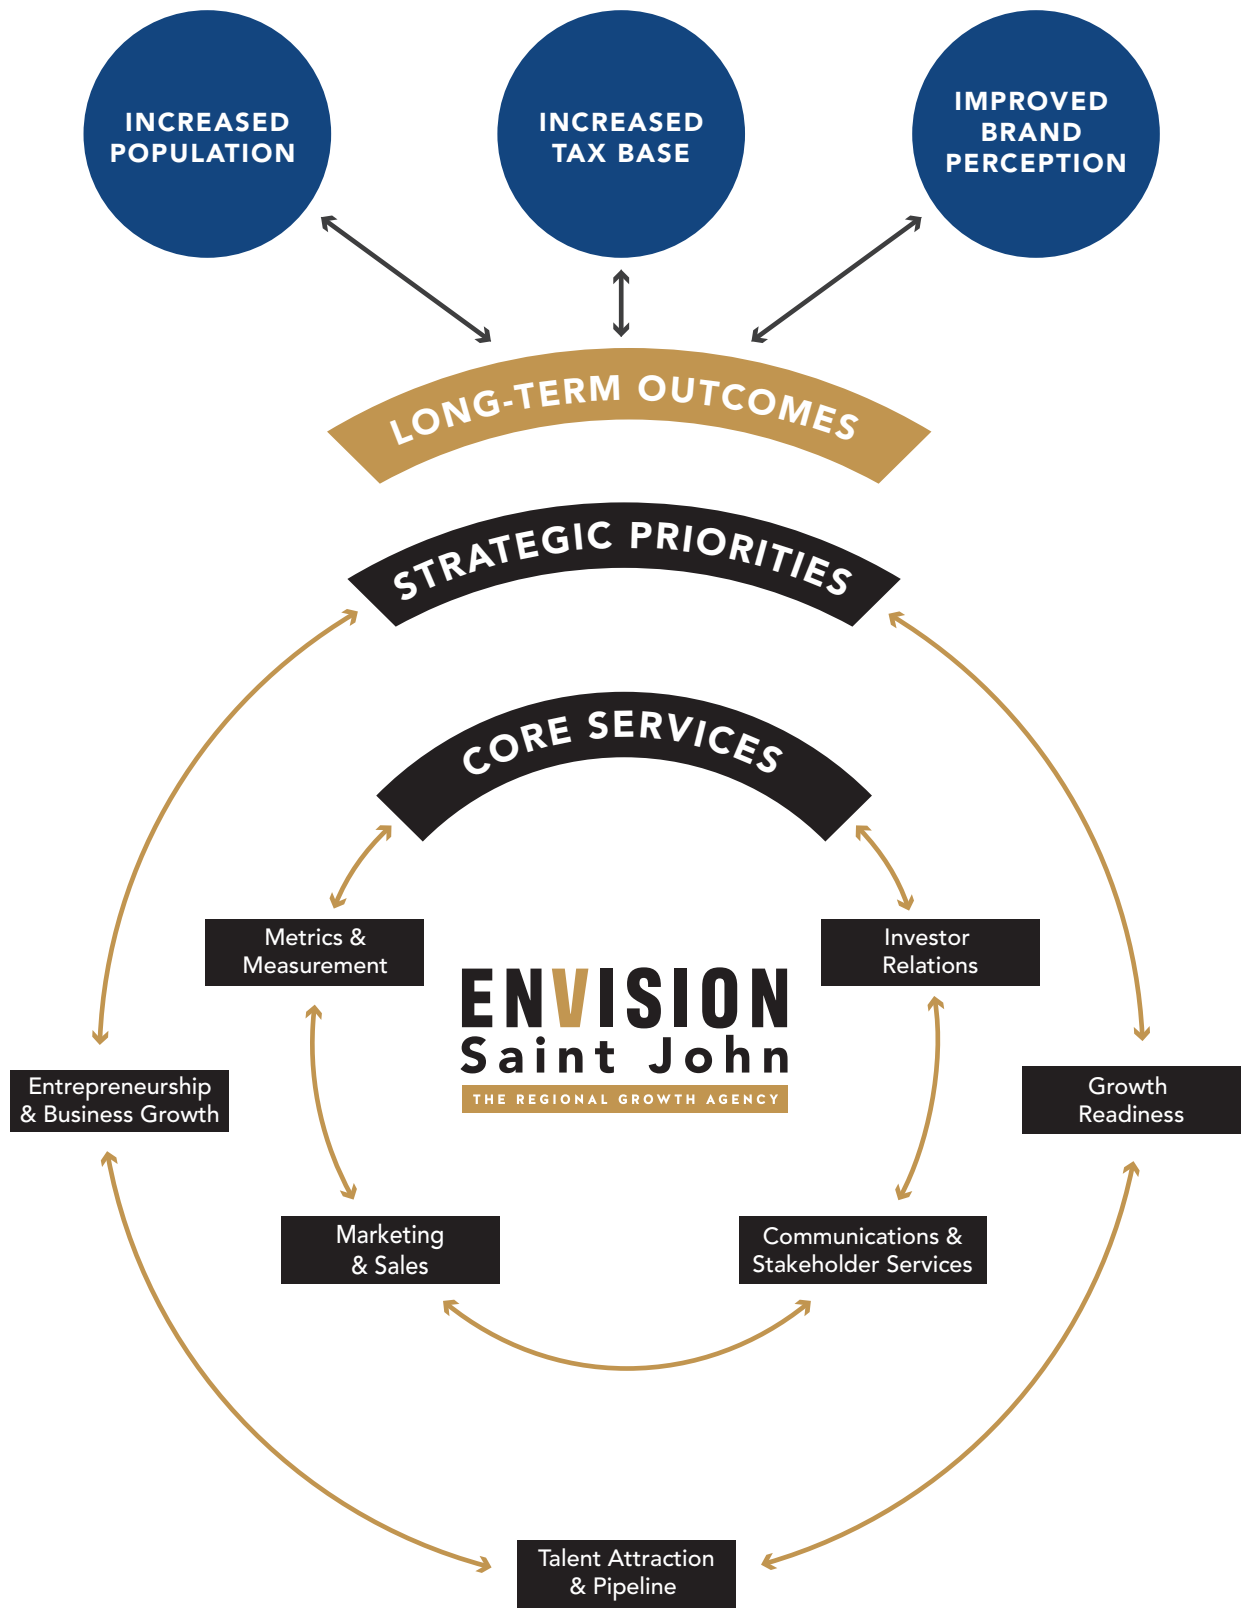 INCREASED
POPULATION
INCREASED
TAX BASE
IMPROVED
BRAND
PERCEPTION
LONG-TERM OUTCOMES
STRATEGIC PRIORITIES
CORE SERVICES
Metrics &
Measurement
Investor
Relations
ENVISION
Saint John
THE REGIONAL GROWTH AGENCY
Entrepreneurship
& Business Growth
Growth
Readiness
Marketing
& Sales
Communications &
Stakeholder Services
Talent Attraction
& Pipeline